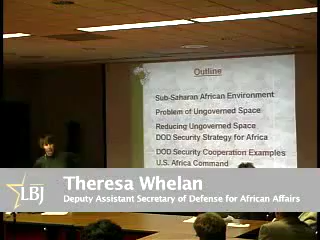 Outline
Sub-Saharan African Environment
Problem of Ungoverned Space
Reducing Ungoverned Space
DOD Security Strategy for Africa
DOD Security Cooperation Examples
U.S. Africa Command
LBJ
Theresa Whelan
Deputy Assistant Secretary of Defense for African Affairs